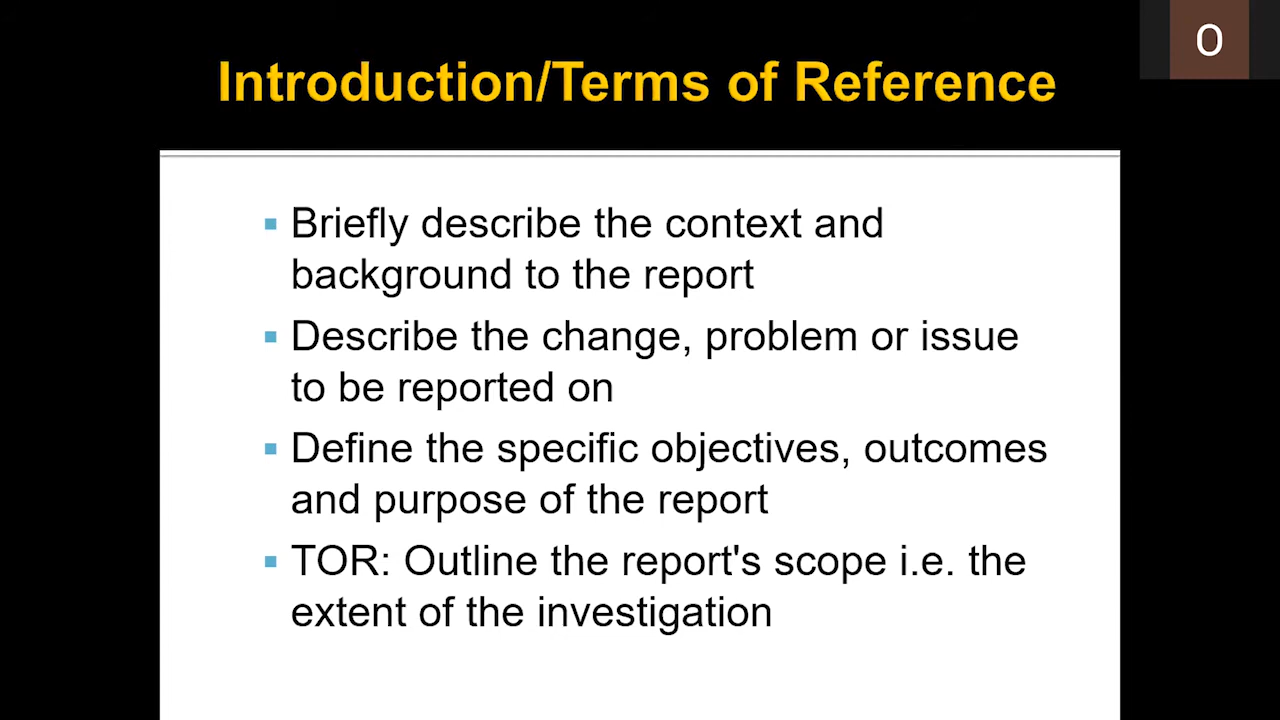 O
Introduction/Terms of Reference
▪ Briefly describe the context and
background to the report
▪ Describe the change, problem or issue
to be reported on
▪ Define the specific objectives, outcomes
and purpose of the report
▪ TOR: Outline the report's scope i.e. the
extent of the investigation